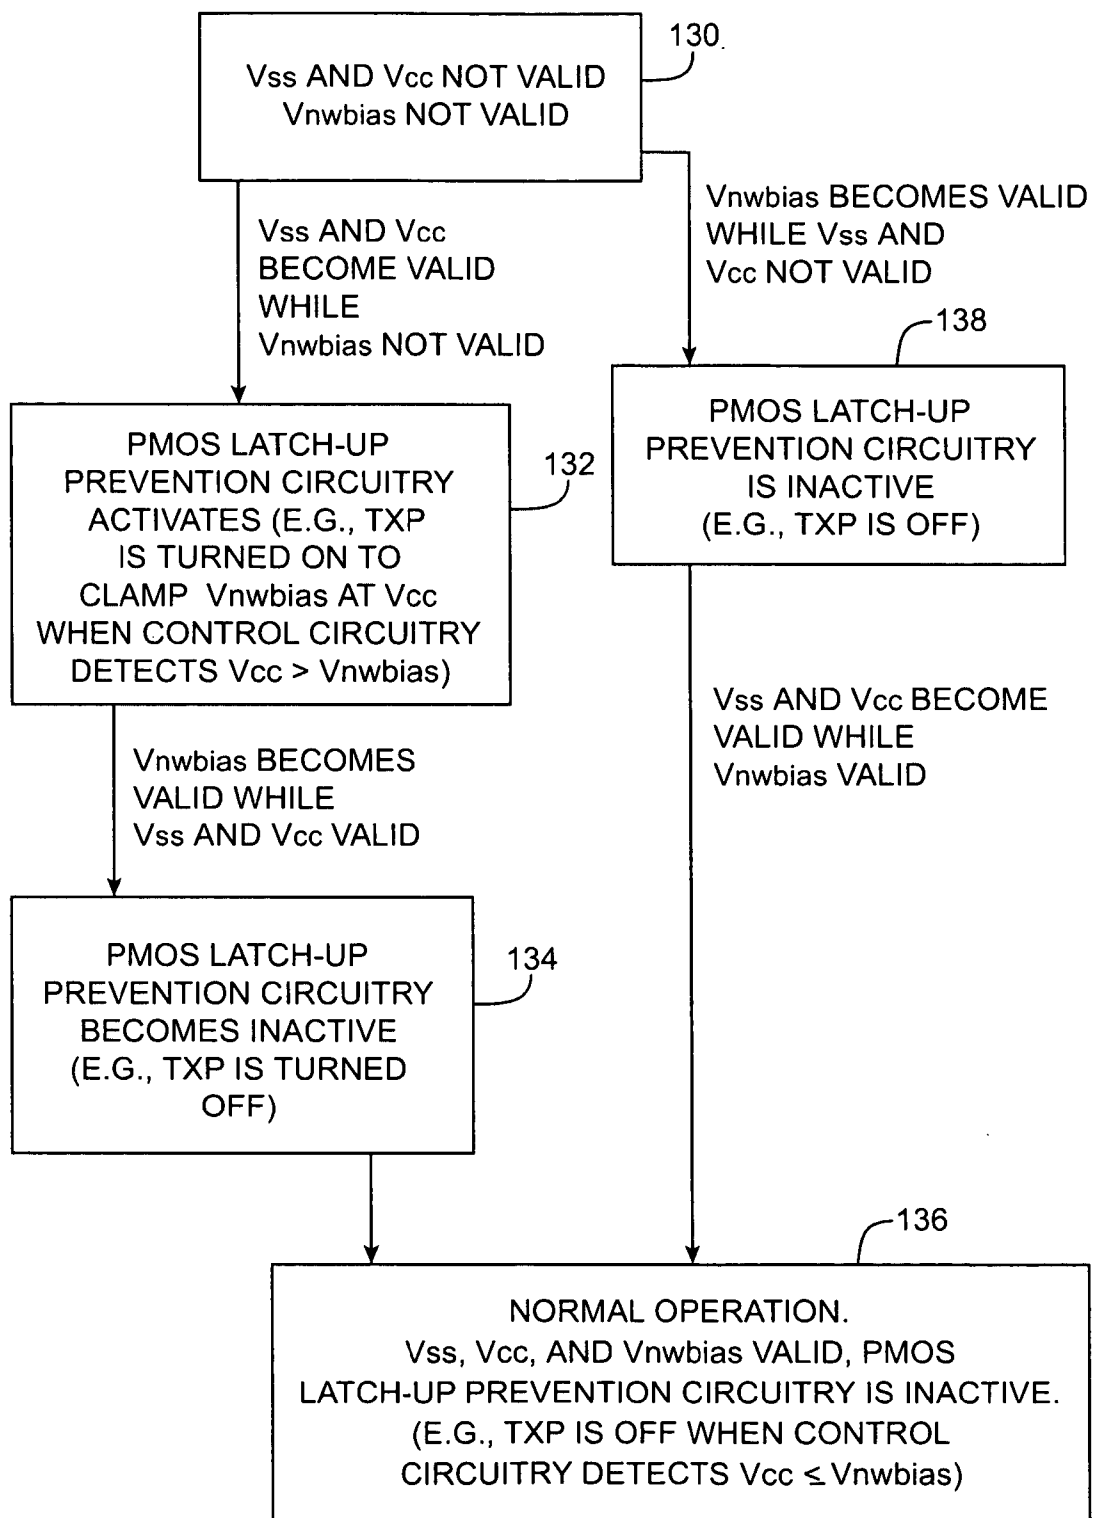 130
Vss AND Vcc NOT VALID
Vnwbias NOT VALID
Vss AND Vcc
BECOME VALID
WHILE
Vnwbias NOT VALID
Vnwbias BECOMES VALID
WHILE Vss AND
Vcc NOT VALID
138
PMOS LATCH-UP
PREVENTION CIRCUITRY
ACTIVATES (E.G., TXP
IS TURNED ON TO
CLAMP Vnwbias AT Vcc
WHEN CONTROL CIRCUITRY
DETECTS Vcc > Vnwbias)
132
PMOS LATCH-UP
PREVENTION CIRCUITRY
IS INACTIVE
(E.G., TXP IS OFF)
Vnwbias BECOMES
VALID WHILE
Vss AND Vcc VALID
Vss AND Vcc BECOME
VALID WHILE
Vnwbias VALID
PMOS LATCH-UP
PREVENTION CIRCUITRY
BECOMES INACTIVE
(E.G., TXP IS TURNED
OFF)
134
136
NORMAL OPERATION.
Vss, Vcc, AND Vnwbias VALID, PMOS
LATCH-UP PREVENTION CIRCUITRY IS INACTIVE.
(E.G., TXP IS OFF WHEN CONTROL
CIRCUITRY DETECTS Vcc ≤ Vnwbias)